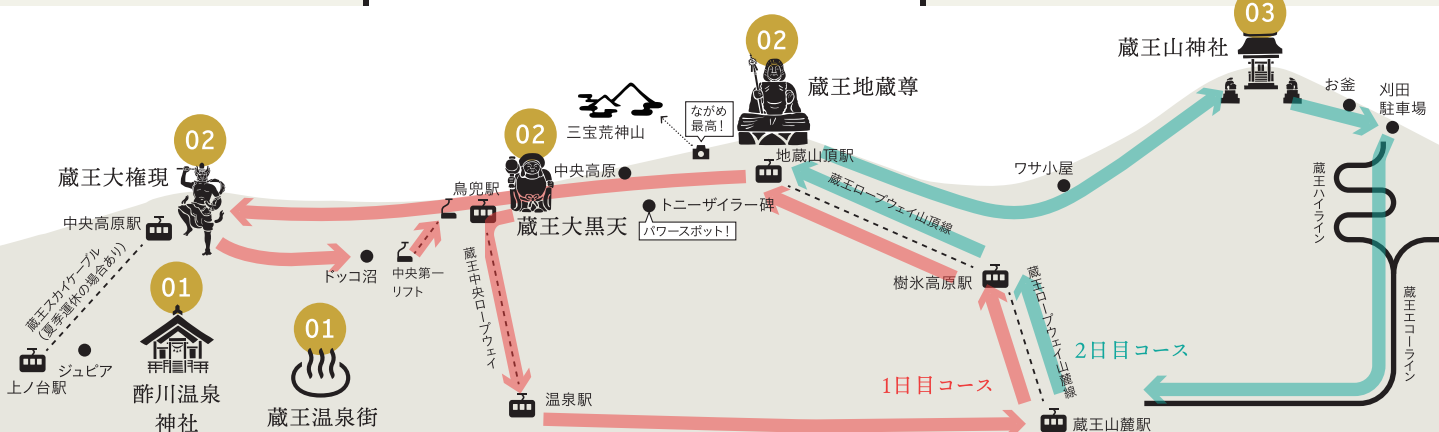 03
蔵王山神社
お釜
刈田
駐車場
02
蔵王地蔵尊
ながめ
最高！
三宝荒神山
地蔵山頂駅
02
蔵王大権現
中央高原駅
02
鳥兜駅
蔵王大黒天
中央高原
トニーザイラー碑
パワースポット！
ワサ小屋
蔵王ロープウェイ山頂線
蔵王ハイライン
樹氷高原駅
蔵王スカイケーブル
（夏季運休の場合あり）
ドッコ沼
中央第一
リフト
蔵王中央ロープウェイ
蔵王ロープウェイ山麓線
蔵王エコーライン
01
01
上ノ台駅
ジュピア
酢川温泉
神社
蔵王温泉街
温泉駅
1日目コース
2日目コース
蔵王山麓駅